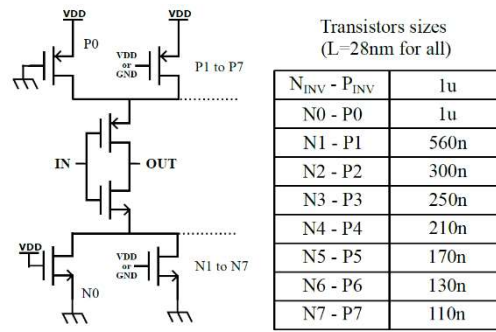 VDD
VDD
P0
VDD
or
GND
P1 to P7
IN
OUT
VDD
VDD
or
GND
N1 to N7
N0
Transistors sizes
(L=28nm for all)
N_INV - P_INV 1u
N0 - P0 1u
N1 - P1 560n
N2 - P2 300n
N3 - P3 250n
N4 - P4 210n
N5 - P5 170n
N6 - P6 130n
N7 - P7 110n